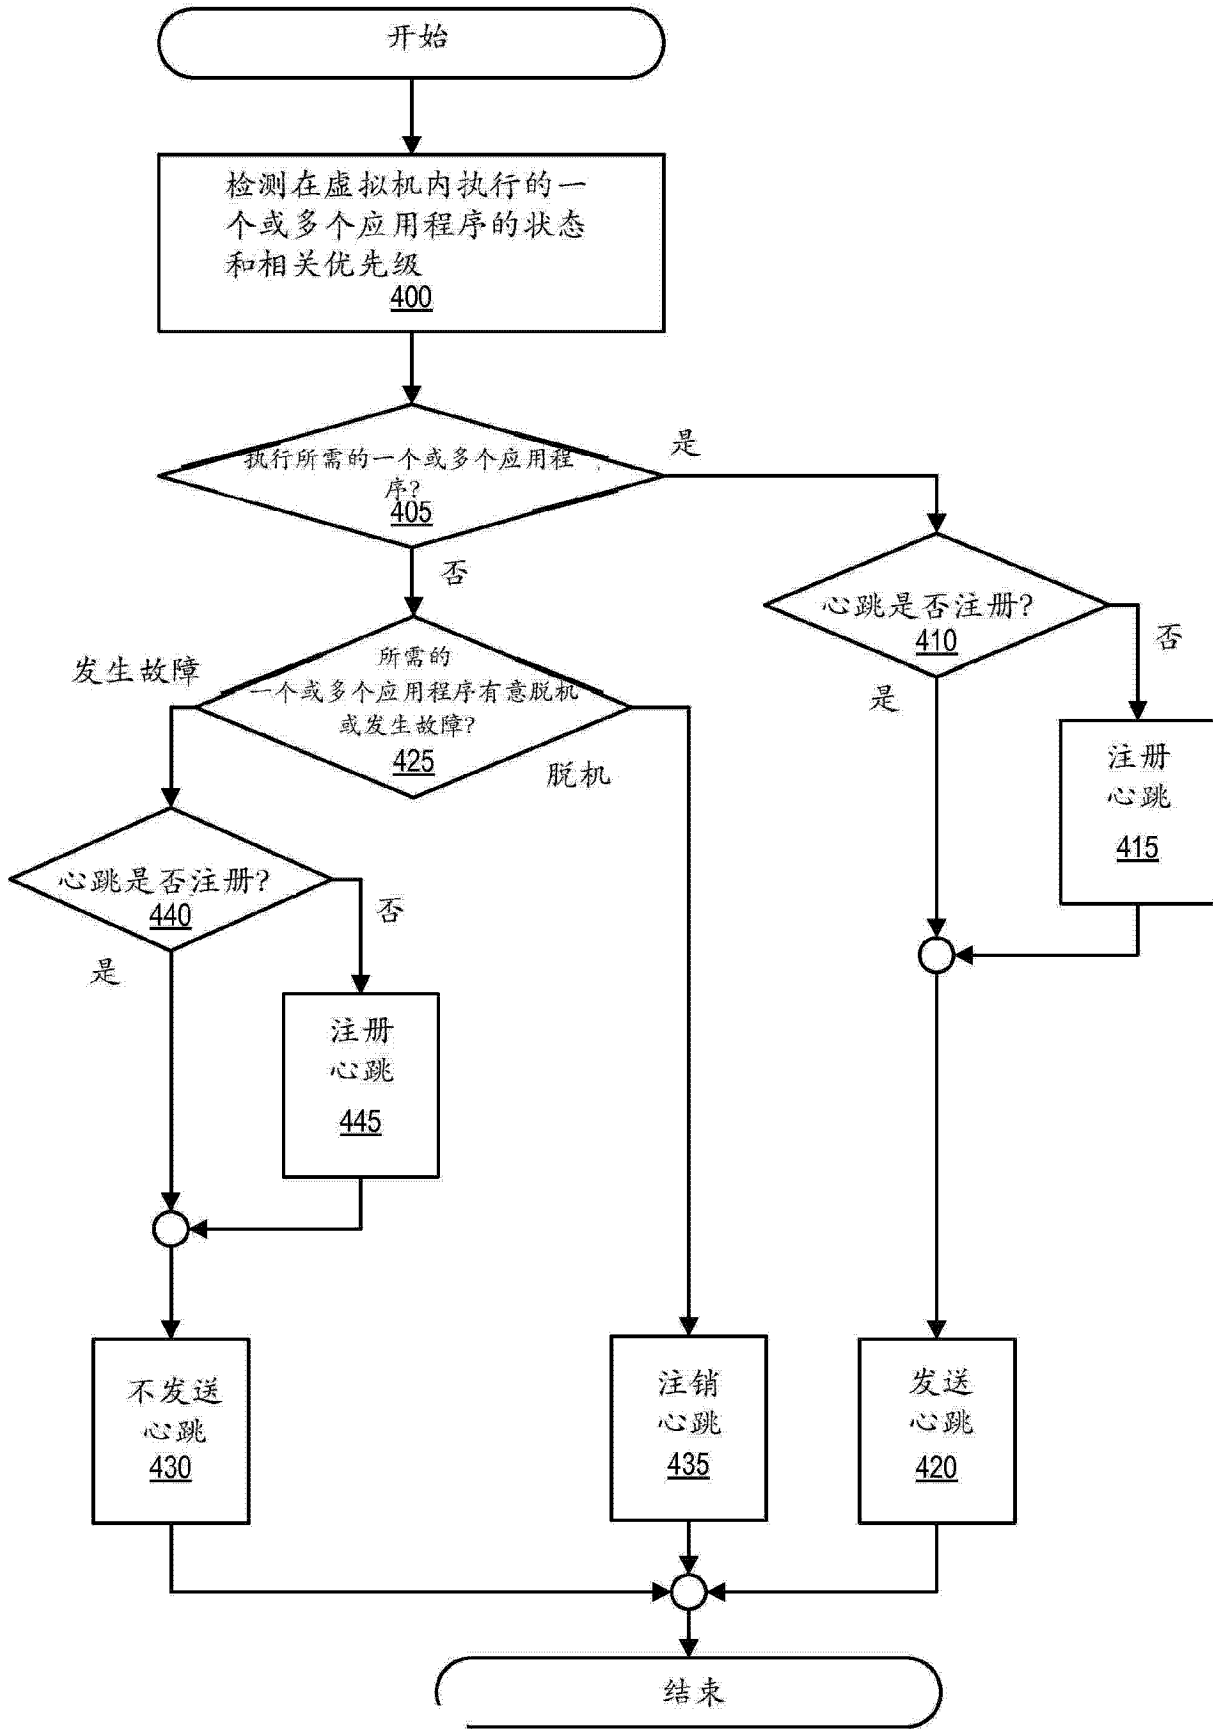 开始
检测在虚拟机内执行的一
个或多个应用程序的状态
和相关优先级
400
执行所需的一个或多个应用程
序?
405
是
否
心跳是否注册?
410
否
是
注册
心跳
415
所需的
一个或多个应用程序有意脱机
或发生故障?
425
发生故障
脱机
心跳是否注册?
440
否
是
注册
心跳
445
不发送
心跳
430
注销
心跳
435
发送
心跳
420
结束